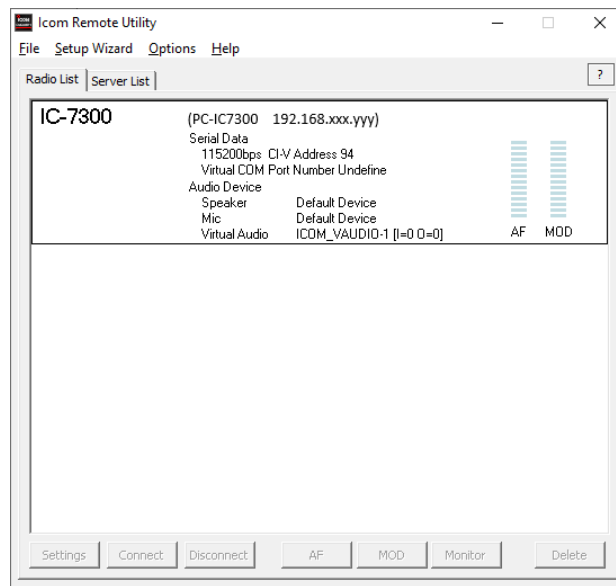 Icom Remote Utility
File Setup Wizard Options Help
Radio List Server List ?
IC-7300 (PC-IC7300 192.168.xxx.yyy)
Serial Data
115200bps CI-V Address 94
Virtual COM Port Number Undefine
Audio Device
Speaker Default Device
Mic Default Device
Virtual Audio ICOM_VAUDIO-1 [I=0 O=0] AF MOD
Settings Connect Disconnect AF MOD Monitor Delete